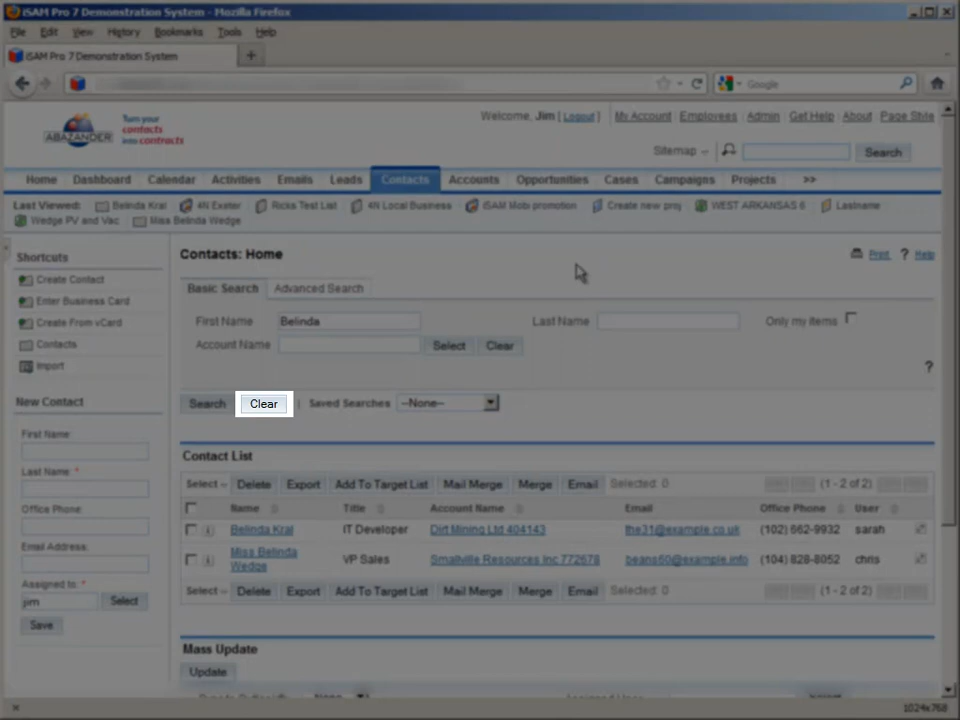 iSAM Pro 7 Demonstration System - Mozilla Firefox
File Edit View History Bookmarks Tools Help
iSAM Pro 7 Demonstration System
Google
ABAZANDER Turn your contacts into contracts
Welcome, Jim [ Logout ] My Account Employees Admin Get Help About Page Style
Sitemap Search
Home Dashboard Calendar Activities Emails Leads Contacts Accounts Opportunities Cases Campaigns Projects >>
Last Viewed: Belinda Kral 4N Exeter Ricks Test List 4N Local Business iSAM Mobi promotion Create new proj WEST ARKANSAS 6 Lastname
Wedge PV and Vac Miss Belinda Wedge
Shortcuts
Create Contact
Enter Business Card
Create From vCard
Contacts
Import
New Contact
First Name:
Last Name: *
Office Phone
Email Address:
Assigned to: *
jim Select
Save
Contacts: Home Print ? Help
Basic Search Advanced Search
First Name Belinda Last Name Only my items
Account Name Select Clear
?
Search Clear | Saved Searches --None--
Contact List
Select Delete Export Add To Target List Mail Merge Merge Email Selected: 0 (1 - 2 of 2)
Name Title Account Name Email Office Phone User
Belinda Kral IT Developer Dirt Mining Ltd 404143 the31@example.co.uk (102) 662-9932 sarah
Miss Belinda Wedge VP Sales Smallville Resources Inc 772678 beans60@example.info (104) 828-8052 chris
Select Delete Export Add To Target List Mail Merge Merge Email Selected: 0 (1 - 2 of 2)
Mass Update
Update
1024x768